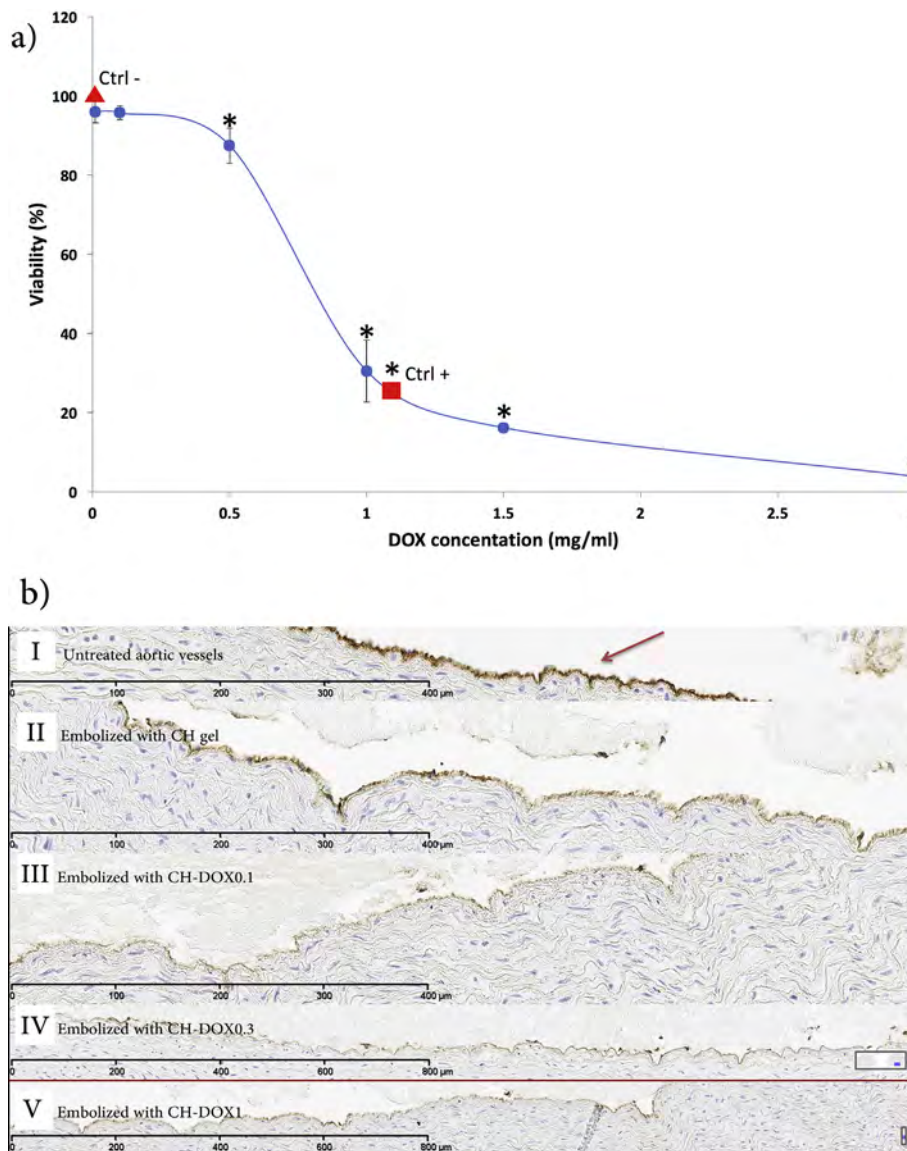 a)
120
Ctrl -
100
*
80
Viability (%)
60
40
*
*
Ctrl +
20
*
0
0 0.5 1 1.5 2 2.5
DOX concentration (mg/ml)
b)
I Untreated aortic vessels
0 100 200 300 400 µm
II Embolized with CH gel
0 100 200 300 400 µm
III Embolized with CH-DOX0.1
0 100 200 300 400 µm
IV Embolized with CH-DOX0.3
0 200 400 600 800 µm
V Embolized with CH-DOX1
0 200 400 600 800 µm